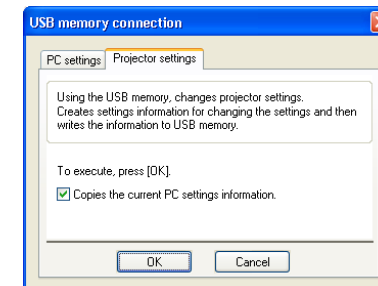 USB memory connection
PC settings Projector settings
Using the USB memory, changes projector settings.
Creates settings information for changing the settings and then
writes the information to USB memory.
To execute, press [OK].
Copies the current PC settings information.
OK Cancel